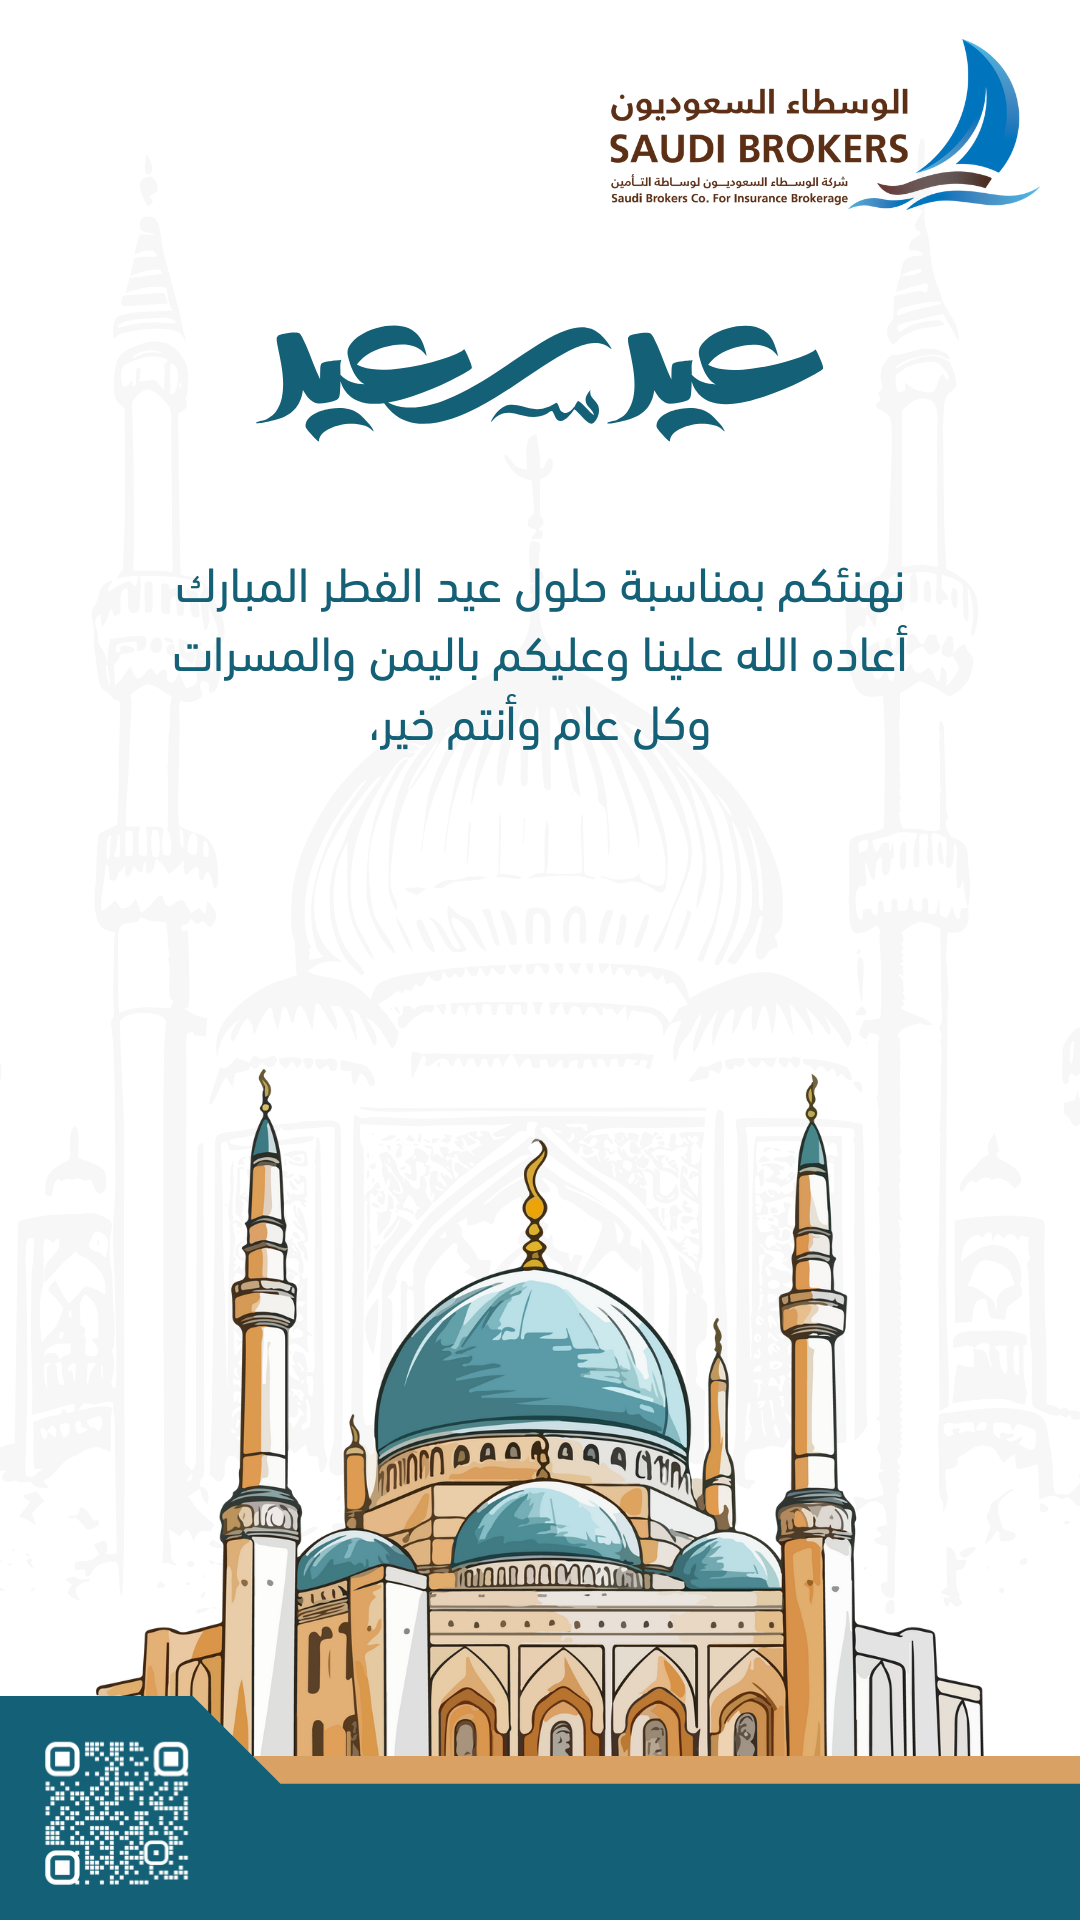 الوسطاء السعوديون
SAUDI BROKERS
شركة الوسطاء السعوديون لوساطة التأمين
Saudi Brokers Co. For Insurance Brokerage
عيد سعيد
نهنئكم بمناسبة حلول عيد الفطر المبارك
أعاده الله علينا وعليكم باليمن والمسرات
وكل عام وأنتم خير،